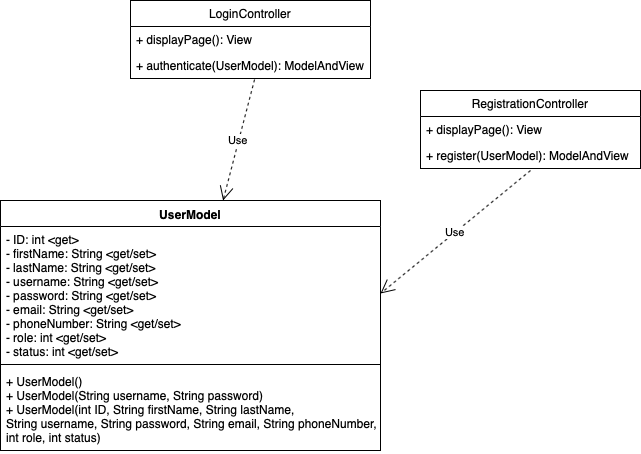 LoginController
+ displayPage(): View
+ authenticate(UserModel): ModelAndView
RegistrationController
+ displayPage(): View
+ register(UserModel): ModelAndView
Use
Use
UserModel
- ID: int <get>
- firstName: String <get/set>
- lastName: String <get/set>
- username: String <get/set>
- password: String <get/set>
- email: String <get/set>
- phoneNumber: String <get/set>
- role: int <get/set>
- status: int <get/set>
+ UserModel()
+ UserModel(String username, String password)
+ UserModel(int ID, String firstName, String lastName,
String username, String password, String email, String phoneNumber,
int role, int status)